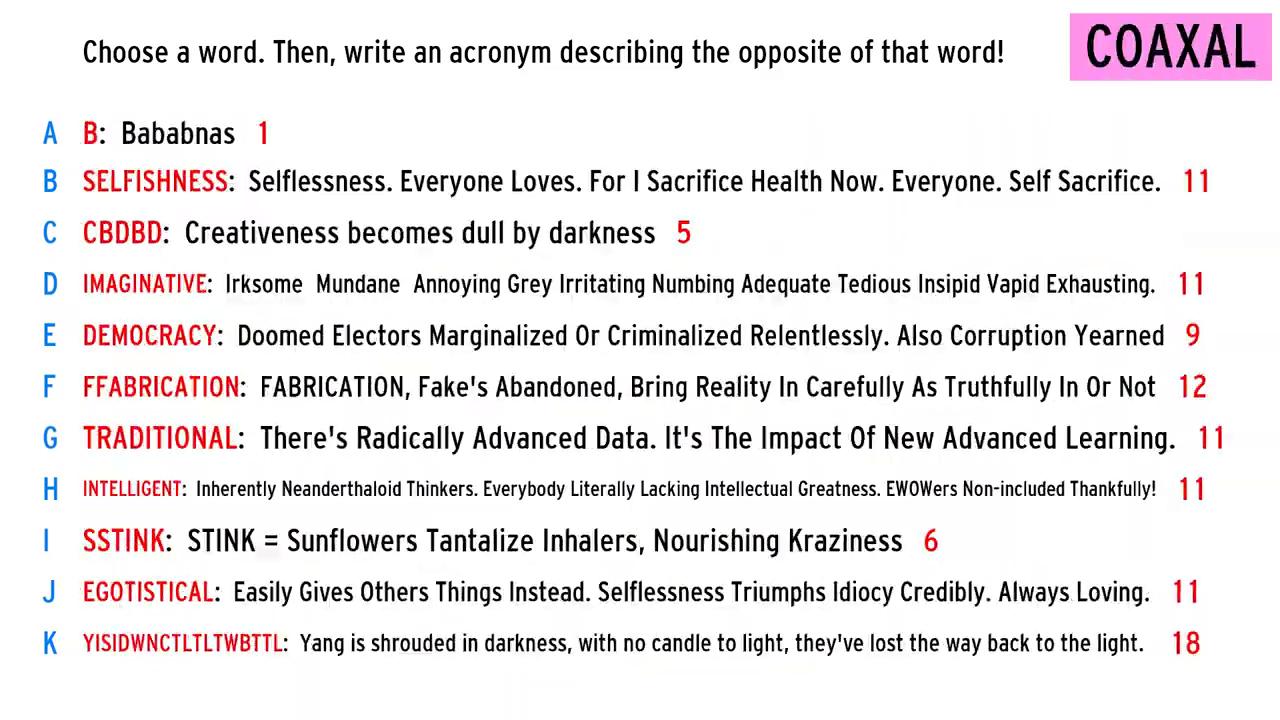 Choose a word. Then, write an acronym describing the opposite of that word!
COAXAL
A B: Bababnas 1
B SELFISHNESS: Selflessness. Everyone Loves. For I Sacrifice Health Now. Everyone. Self Sacrifice. 11
C CBDBD: Creativeness becomes dull by darkness 5
D IMAGINATIVE: Irksome Mundane Annoying Grey Irritating Numbing Adequate Tedious Insipid Vapid Exhausting. 11
E DEMOCRACY: Doomed Electors Marginalized Or Criminalized Relentlessly. Also Corruption Yearned 9
F FFABRICATION: FABRICATION, Fake's Abandoned, Bring Reality In Carefully As Truthfully In Or Not 12
G TRADITIONAL: There's Radically Advanced Data. It's The Impact Of New Advanced Learning. 11
H INTELLIGENT: Inherently Neanderthaloid Thinkers. Everybody Literally Lacking Intellectual Greatness. EWOWers Non-included Thankfully! 11
I SSTINK: STINK = Sunflowers Tantalize Inhalers, Nourishing Kraziness 6
J EGOTISTICAL: Easily Gives Others Things Instead. Selflessness Triumphs Idiocy Credibly. Always Loving. 11
K YISIDWNCTLTLTWBTTL: Yang is shrouded in darkness, with no candle to light, they've lost the way back to the light. 18